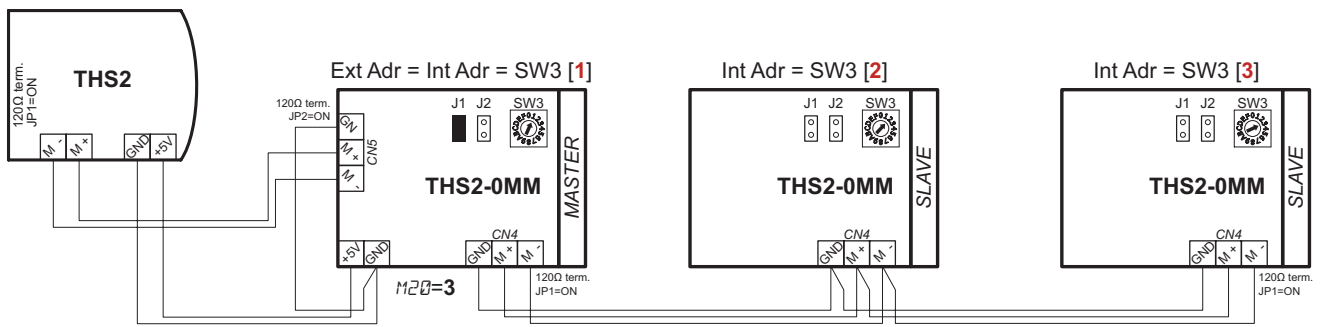 120Ω term.
JP1=ON
THS2
M -
M +
GND
+5V
Ext Adr = Int Adr = SW3 [1]
120Ω term.
JP2=ON
GN
M +
M -
CN5
J1 J2 SW3
THS2-0MM
MASTER
+5V
GND
CN4
GND
M +
M -
M20=3
120Ω term.
JP1=ON
Int Adr = SW3 [2]
J1 J2 SW3
THS2-0MM
SLAVE
CN4
GND
M +
M -
Int Adr = SW3 [3]
J1 J2 SW3
THS2-0MM
SLAVE
CN4
GND
M +
M -
120Ω term.
JP1=ON